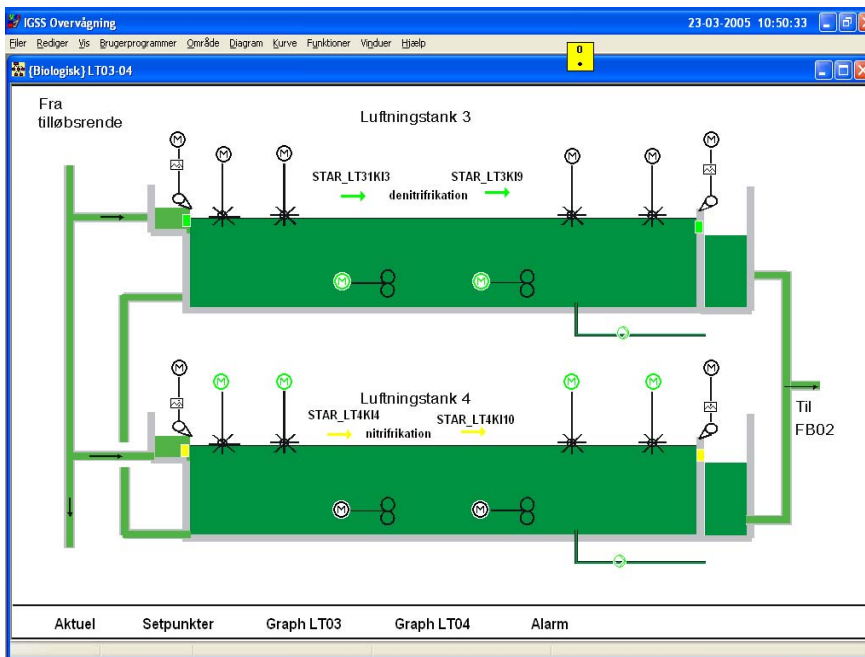 IGSS Overvågning
23-03-2005 10:50:33
Filer Rediger Vis Brugerprogrammer Område Diagram Kurve Funktioner Vinduer Hjælp
0
{Biologisk} LT03-04
Fra
tilløbsrende
Luftningstank 3
M
M
M
M
M
M
STAR_LT31KI3
STAR_LT3KI9
denitrifrikation
M
M
M
M
M
M
M
M
Luftningstank 4
STAR_LT4KI4
STAR_LT4KI10
nitrifrikation
Til
FB02
M
M
Aktuel
Setpunkter
Graph LT03
Graph LT04
Alarm